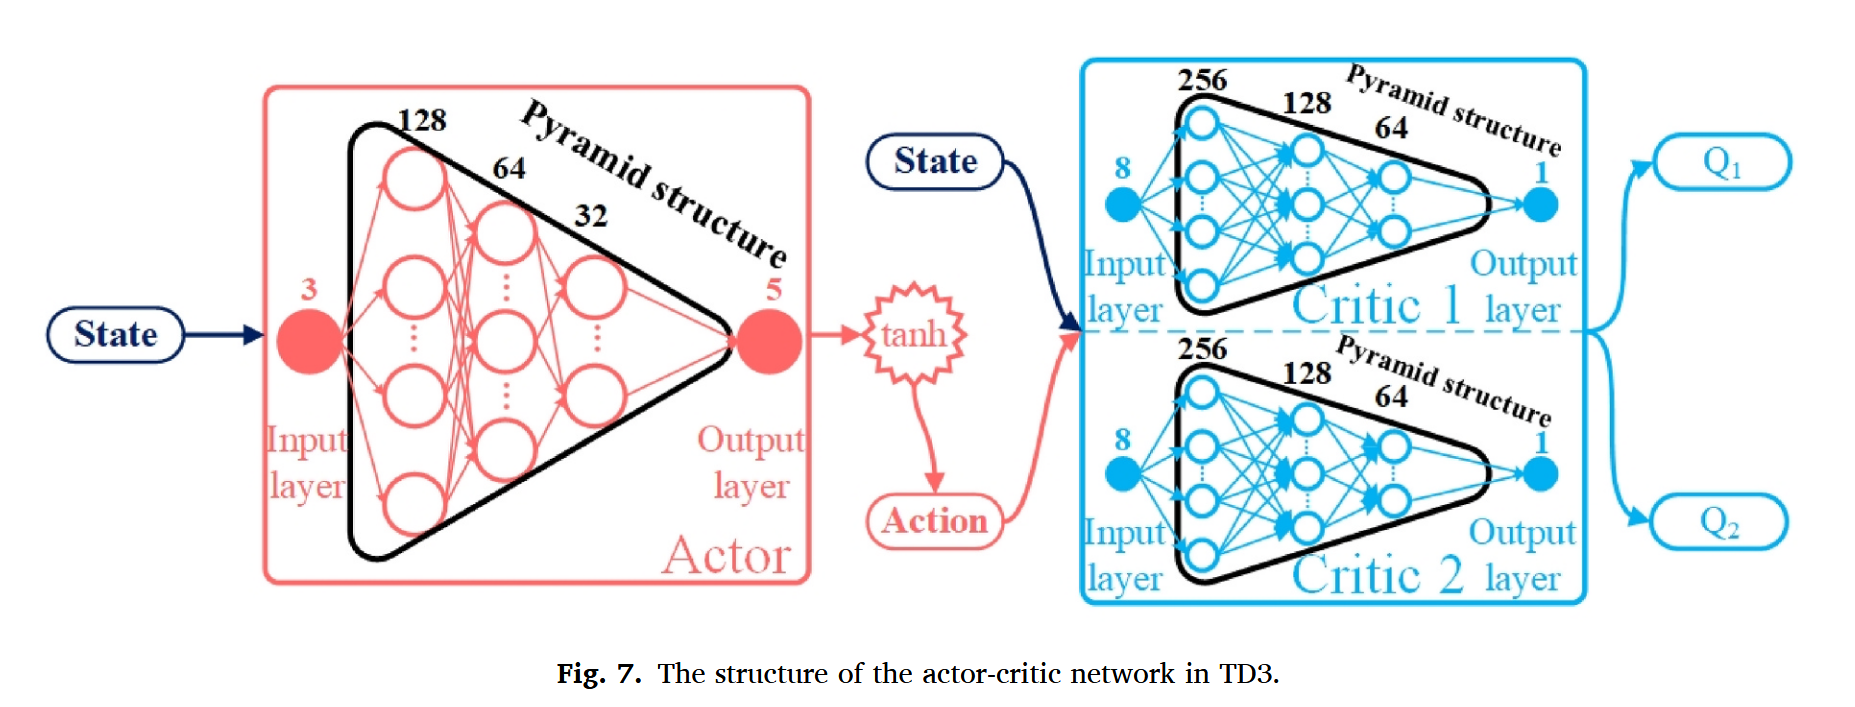 State
128
64
32
Pyramid structure
3
5
Input
layer
Output
layer
Actor
tanh
Action
State
256
128
64
Pyramid structure
8
1
Input
layer
Output
layer
Critic 1
256
128
64
Pyramid structure
8
1
Input
layer
Output
layer
Critic 2
Q1
Q2
Fig. 7. The structure of the actor-critic network in TD3.